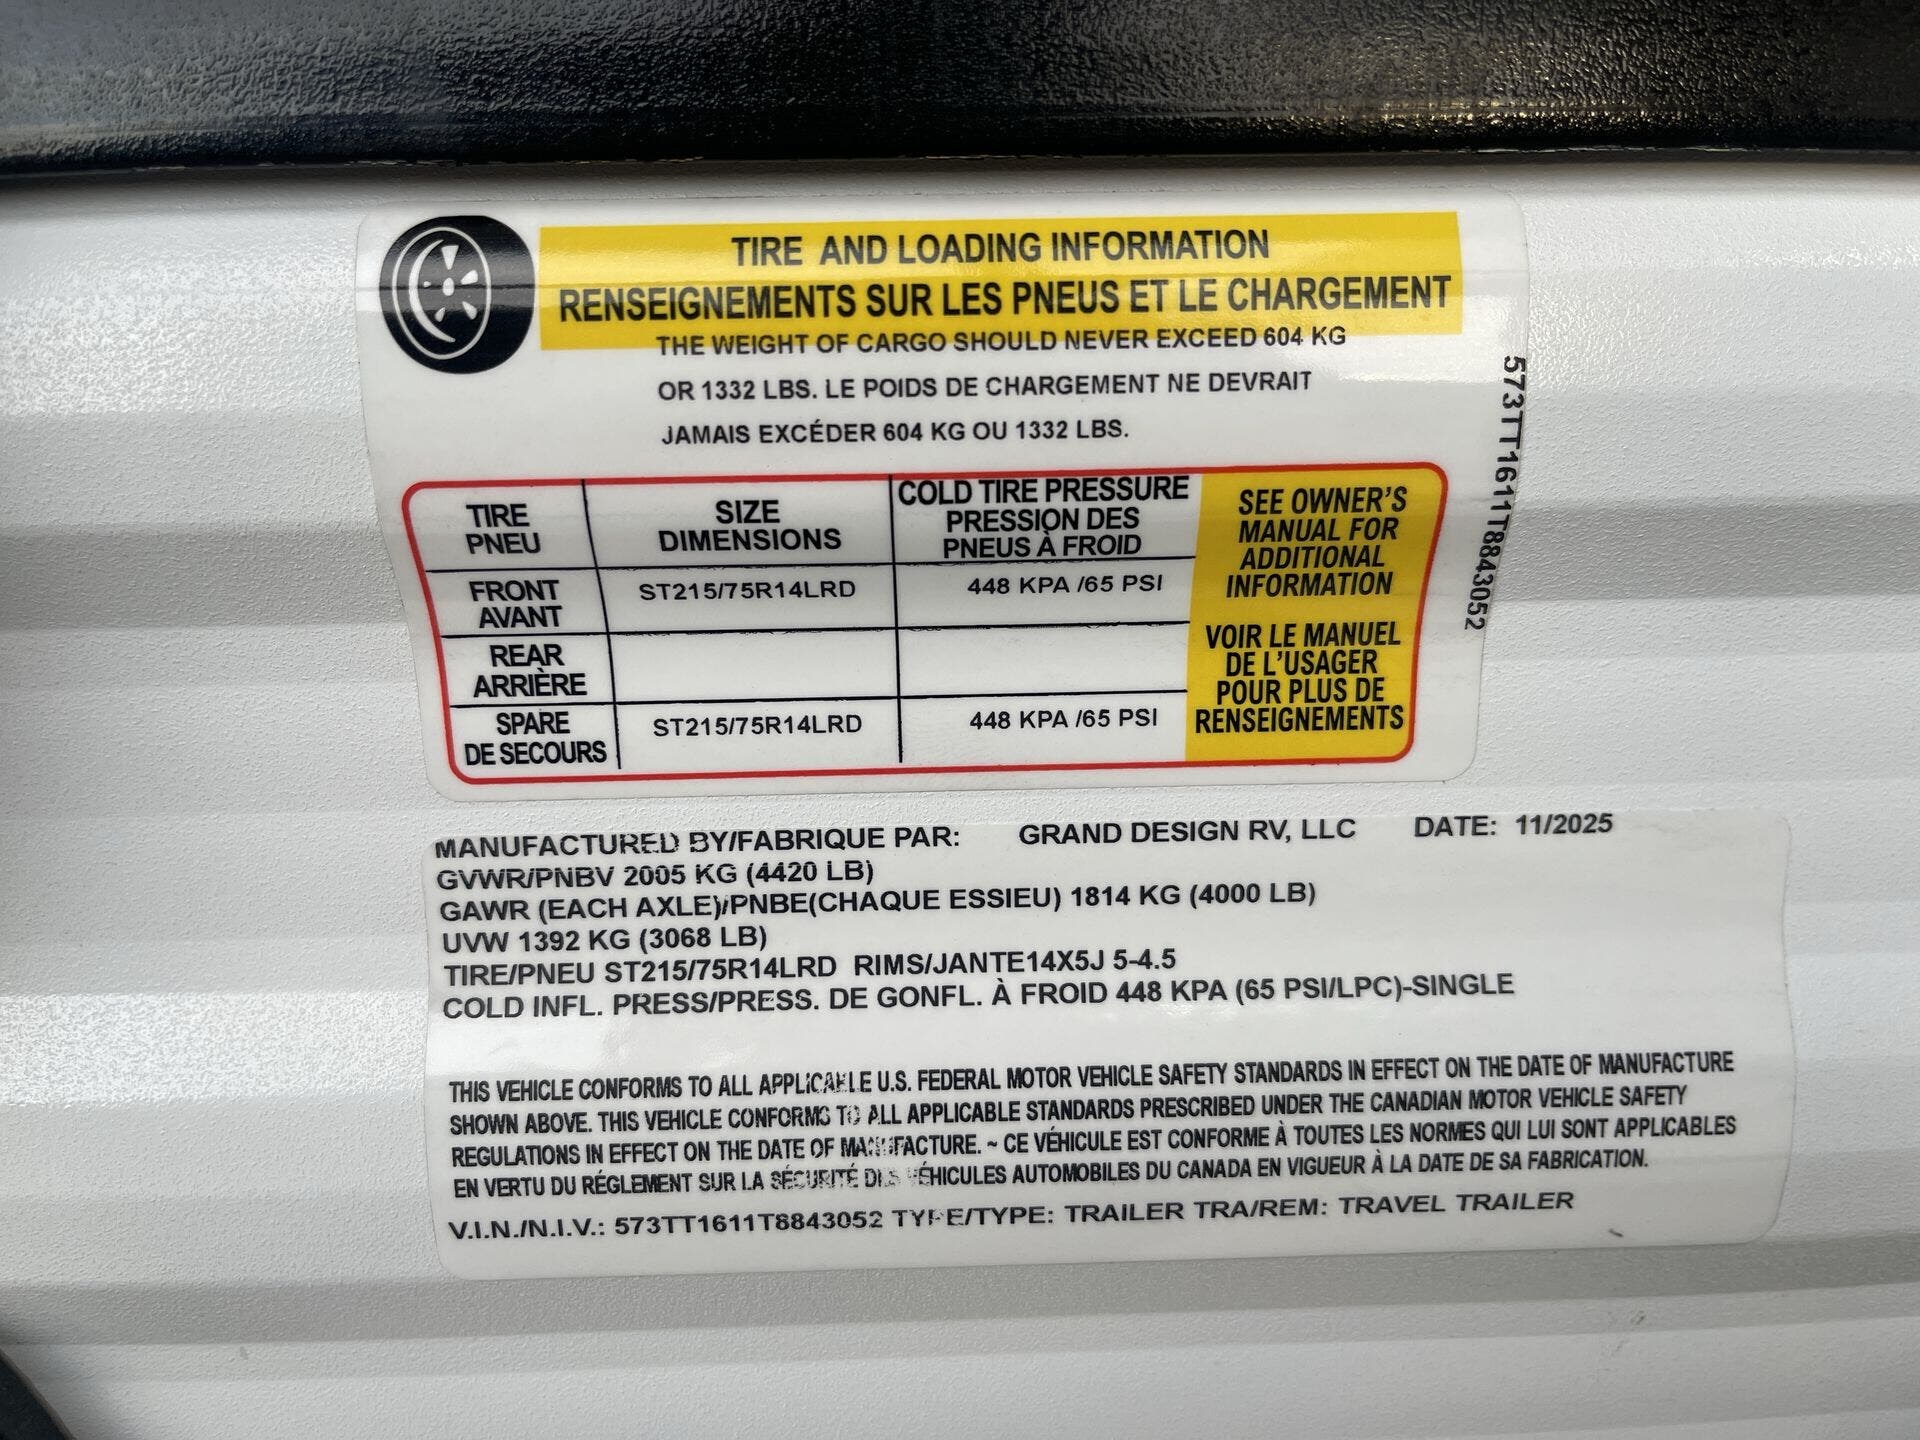 TIRE AND LOADING INFORMATION
RENSEIGNEMENTS SUR LES PNEUS ET LE CHARGEMENT
THE WEIGHT OF CARGO SHOULD NEVER EXCEED 604 KG
OR 1332 LBS. LE POIDS DE CHARGEMENT NE DEVRAIT
JAMAIS EXCÉDER 604 KG OU 1332 LBS.
TIRE
PNEU
SIZE
DIMENSIONS
COLD TIRE PRESSURE
PRESSION DES
PNEUS À FROID
FRONT
AVANT
ST215/75R14LRD
448 KPA /65 PSI
REAR
ARRIÈRE
SPARE
DE SECOURS
ST215/75R14LRD
448 KPA /65 PSI
SEE OWNER'S
MANUAL FOR
ADDITIONAL
INFORMATION
VOIR LE MANUEL
DE L'USAGER
POUR PLUS DE
RENSEIGNEMENTS
573TT1611T8843052
MANUFACTURED BY/FABRIQUE PAR: GRAND DESIGN RV, LLC DATE: 11/2025
GVWR/PNBV 2005 KG (4420 LB)
GAWR (EACH AXLE)/PNBE(CHAQUE ESSIEU) 1814 KG (4000 LB)
UVW 1392 KG (3068 LB)
TIRE/PNEU ST215/75R14LRD RIMS/JANTE14X5J 5-4.5
COLD INFL. PRESS/PRESS. DE GONFL. À FROID 448 KPA (65 PSI/LPC)-SINGLE
THIS VEHICLE CONFORMS TO ALL APPLICABLE U.S. FEDERAL MOTOR VEHICLE SAFETY STANDARDS IN EFFECT ON THE DATE OF MANUFACTURE
SHOWN ABOVE. THIS VEHICLE CONFORMS TO ALL APPLICABLE STANDARDS PRESCRIBED UNDER THE CANADIAN MOTOR VEHICLE SAFETY
REGULATIONS IN EFFECT ON THE DATE OF MANUFACTURE. ~ CE VÉHICULE EST CONFORME À TOUTES LES NORMES QUI LUI SONT APPLICABLES
EN VERTU DU RÉGLEMENT SUR LA SÉCURITÉ DES VÉHICULES AUTOMOBILES DU CANADA EN VIGUEUR À LA DATE DE SA FABRICATION.
V.I.N./N.I.V.: 573TT1611T8843052 TYPE/TYPE: TRAILER TRA/REM: TRAVEL TRAILER